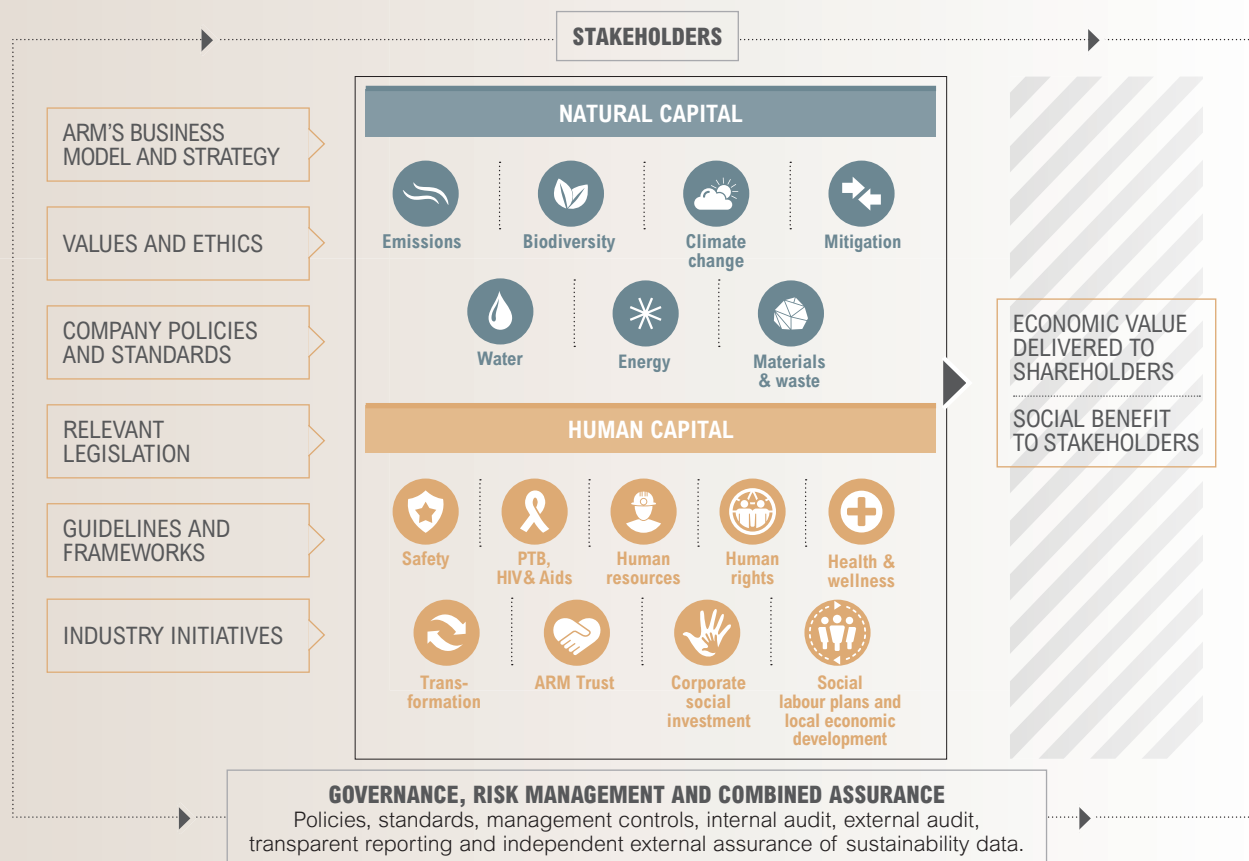 STAKEHOLDERS
ARM'S BUSINESS
MODEL AND STRATEGY
VALUES AND ETHICS
COMPANY POLICIES
AND STANDARDS
RELEVANT
LEGISLATION
GUIDELINES AND
FRAMEWORKS
INDUSTRY INITIATIVES
NATURAL CAPITAL
Emissions
Biodiversity
Climate
change
Mitigation
Water
Energy
Materials
& waste
HUMAN CAPITAL
Safety
PTB,
HIV& Aids
Human
resources
Human
rights
Health &
wellness
Trans-
formation
ARM Trust
Corporate
social
investment
Social
labour plans and
local economic
development
ECONOMIC VALUE
DELIVERED TO
SHAREHOLDERS
SOCIAL BENEFIT
TO STAKEHOLDERS
GOVERNANCE, RISK MANAGEMENT AND COMBINED ASSURANCE
Policies, standards, management controls, internal audit, external audit,
transparent reporting and independent external assurance of sustainability data.